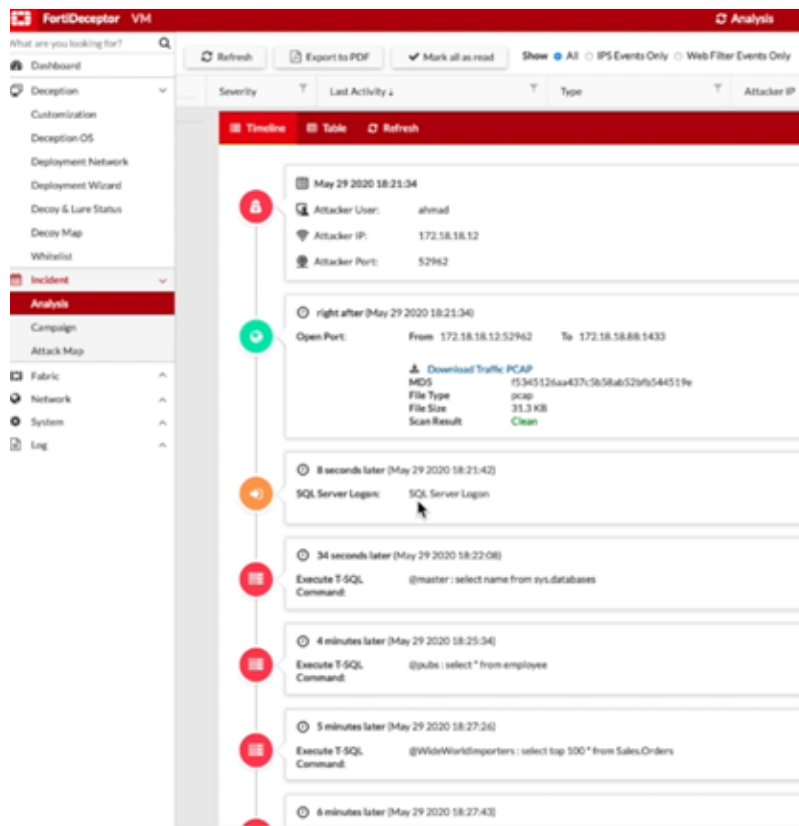 FortiDeceptor VM
Analysis
What are you looking for?
Dashboard
Deception
Customization
Deception OS
Deployment Network
Deployment Wizard
Decoy & Lure Status
Decoy Map
Whitelist
Incident
Analysis
Campaign
Attack Map
Fabric
Network
System
Log
Refresh Export to PDF Mark all as read Show All IPS Events Only Web Filter Events Only
Severity Last Activity Type Attacker IP
Timeline Table Refresh
May 29 2020 18:21:34
Attacker User: ahmad
Attacker IP: 172.18.18.12
Attacker Port: 52962
right after (May 29 2020 18:21:34)
Open Port: From 172.18.18.12:52962 To 172.18.18.88:1433
Download Traffic PCAP
MD5 f5345126aa437c5b58ab52bfb544519e
File Type pcap
File Size 31.3 KB
Scan Result Clean
8 seconds later (May 29 2020 18:21:42)
SQL Server Logon: SQL Server Logon
34 seconds later (May 29 2020 18:22:08)
Execute T-SQL @master : select name from sys.databases
Command:
4 minutes later (May 29 2020 18:25:34)
Execute T-SQL @pubs : select * from employee
Command:
5 minutes later (May 29 2020 18:27:26)
Execute T-SQL @WideWorldImporters : select top 100 * from Sales.Orders
Command:
6 minutes later (May 29 2020 18:27:43)